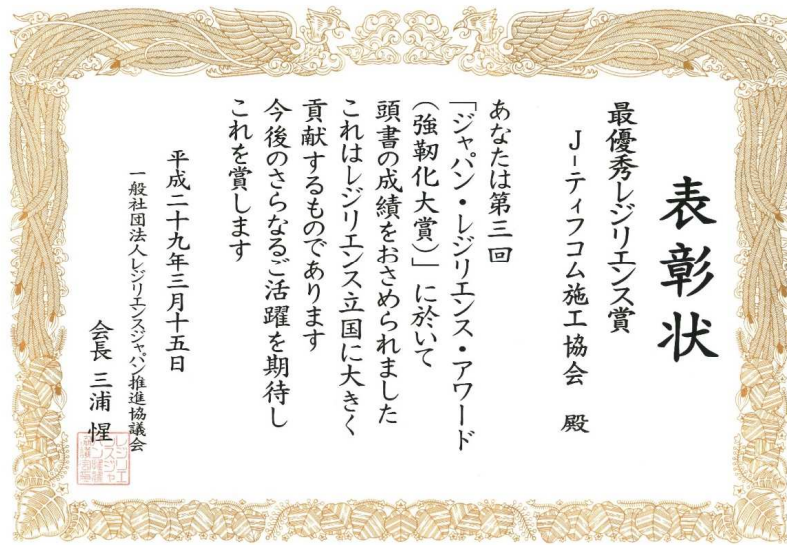 表彰状
最優秀レジリエンス賞
J-ティフコム施工協会 殿
あなたは第三回
「ジャパン・レジリエンス・アワード
(強靭化大賞)」に於いて
頭書の成績をおさめられました
これはレジリエンス立国に大きく
貢献するものであります
今後のさらなるご活躍を期待し
これを賞します
平成二十九年三月十五日
一般社団法人レジリエンスジャパン推進協議会
会長 三浦 惺